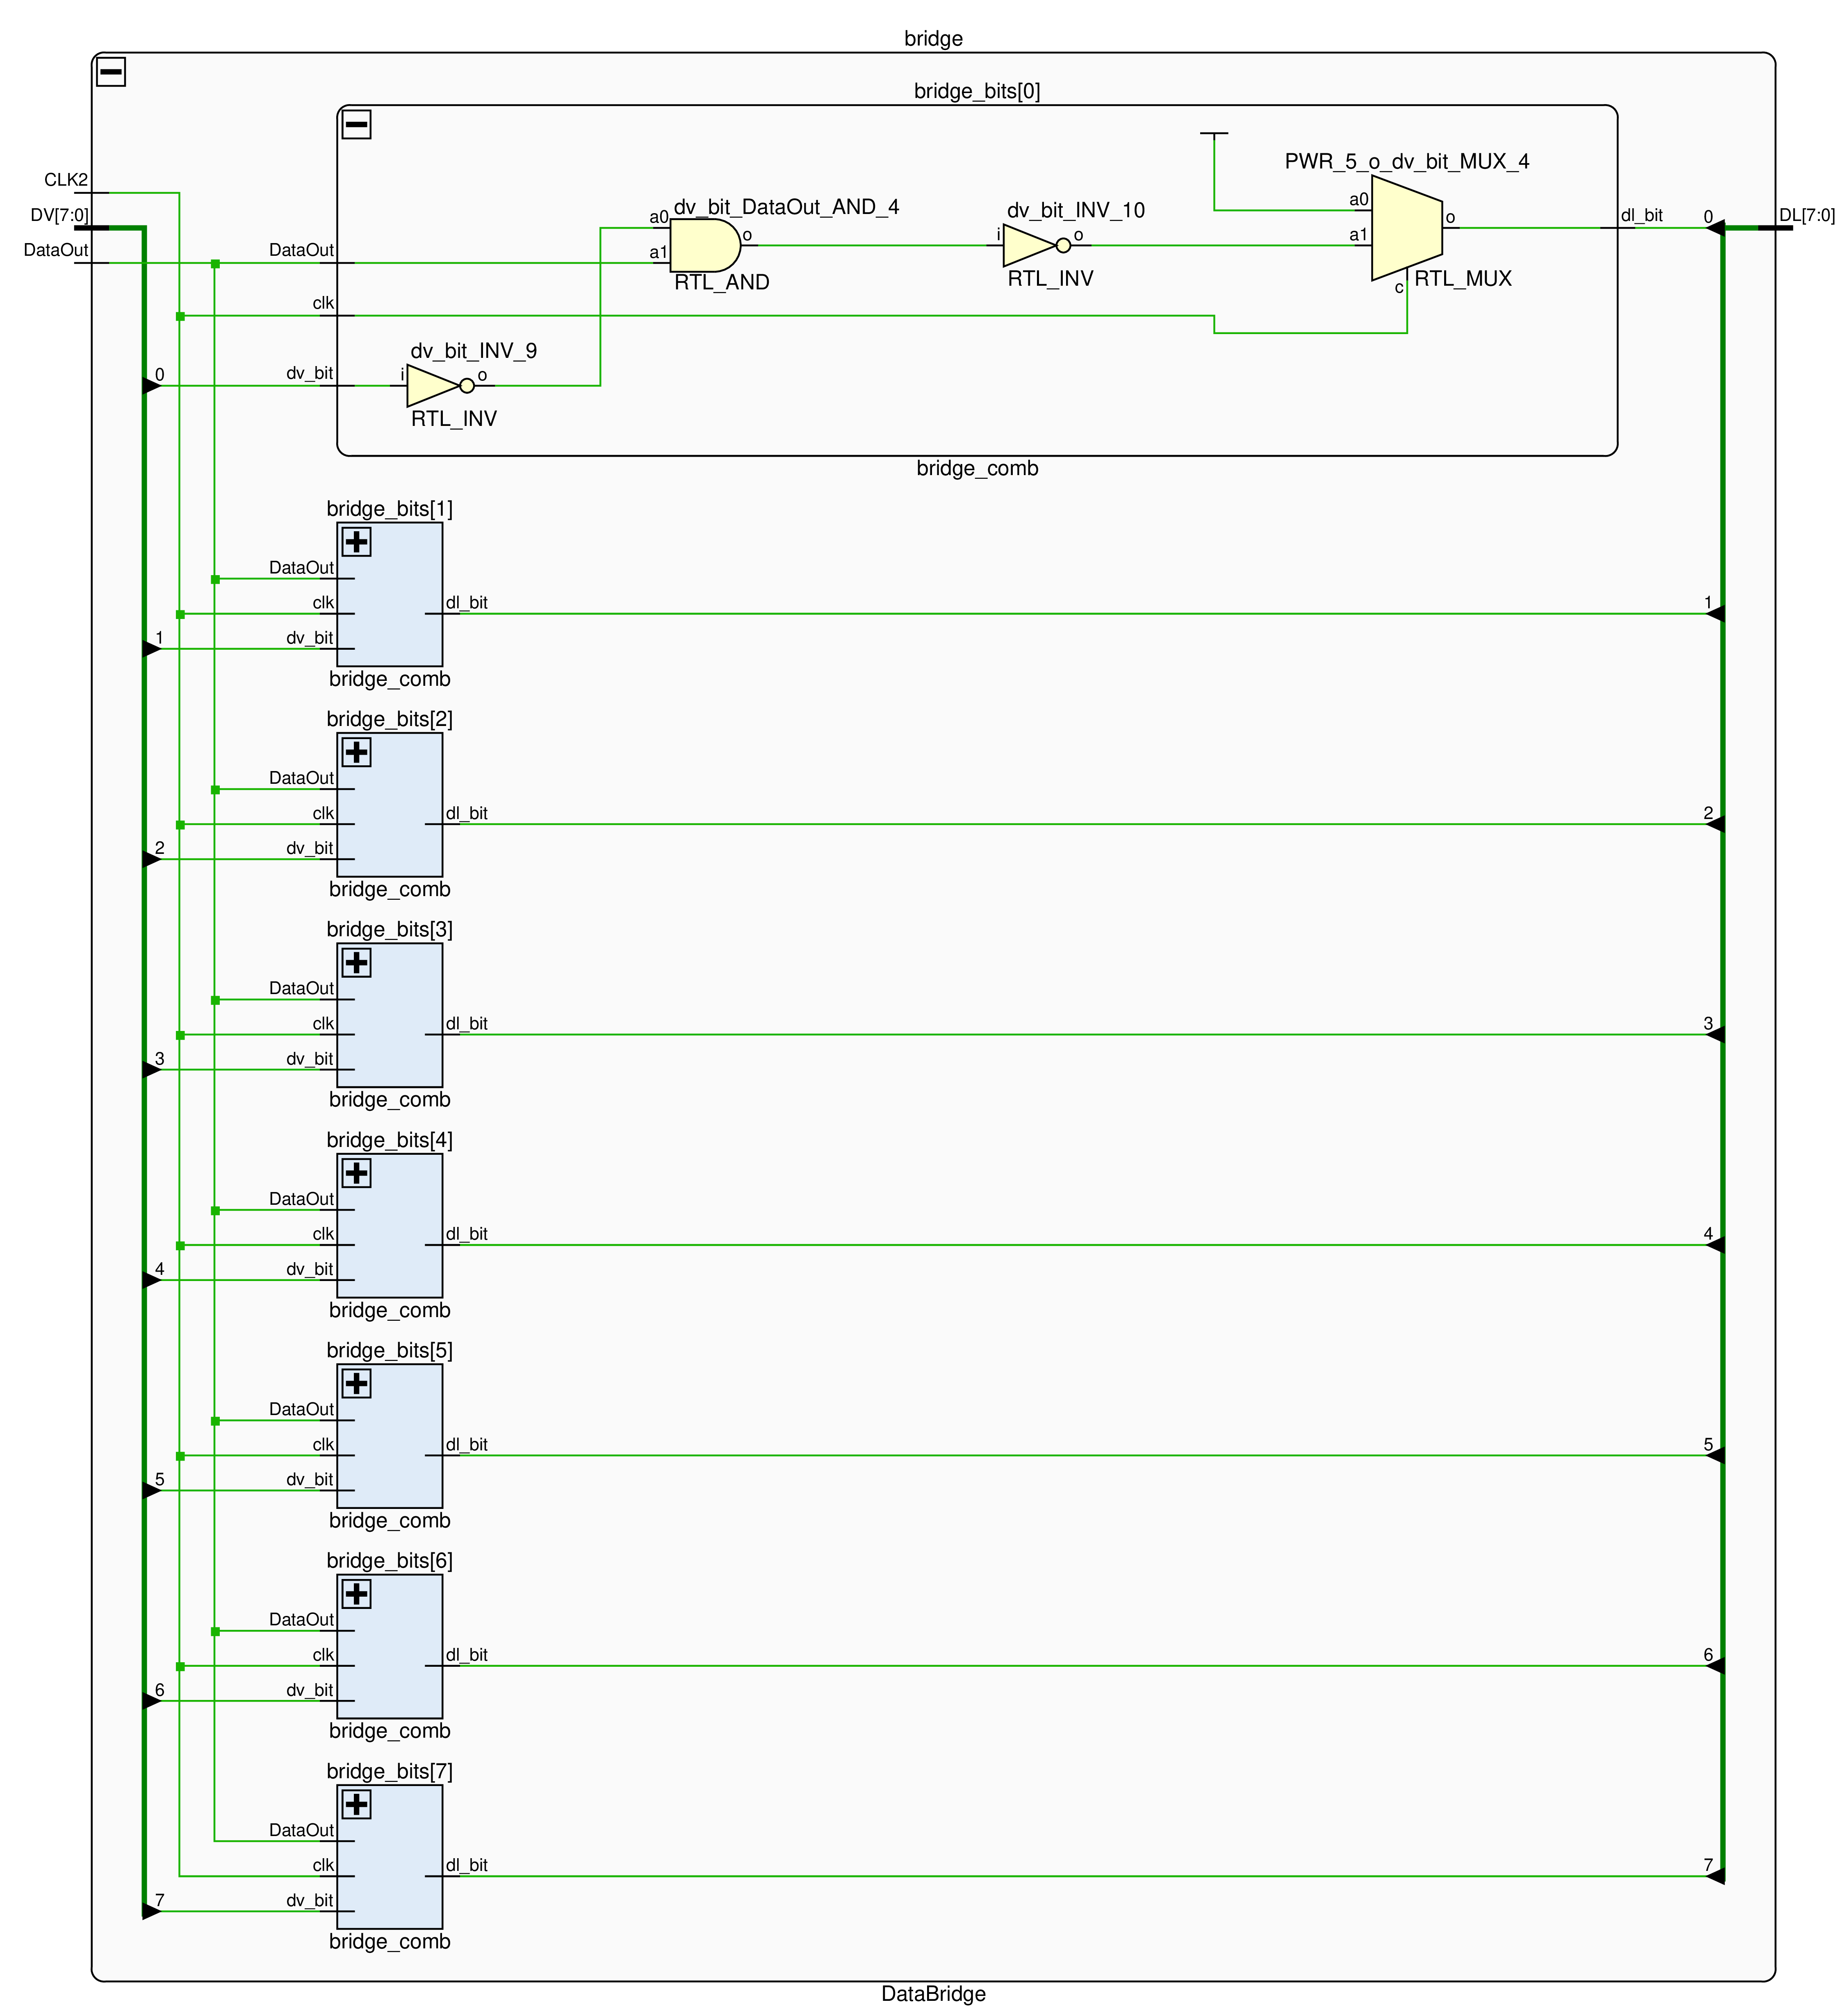 bridge
bridge_bits[0]
PWR_5_o_dv_bit_MUX_4
CLK2
a0
dv_bit_DataOut_AND_4
dv_bit_INV_10
DV[7:0]
a0
o
dl_bit
0
DL[7:0]
DataOut
DataOut
a1
o
i
o
a1
RTL_AND
RTL_INV
c
RTL_MUX
clk
dv_bit_INV_9
0
dv_bit
i
o
RTL_INV
bridge_comb
bridge_bits[1]
DataOut
clk
dl_bit
1
1
dv_bit
bridge_comb
bridge_bits[2]
DataOut
clk
dl_bit
2
2
dv_bit
bridge_comb
bridge_bits[3]
DataOut
clk
dl_bit
3
3
dv_bit
bridge_comb
bridge_bits[4]
DataOut
clk
dl_bit
4
4
dv_bit
bridge_comb
bridge_bits[5]
DataOut
clk
dl_bit
5
5
dv_bit
bridge_comb
bridge_bits[6]
DataOut
clk
dl_bit
6
6
dv_bit
bridge_comb
bridge_bits[7]
DataOut
clk
dl_bit
7
7
dv_bit
bridge_comb
DataBridge